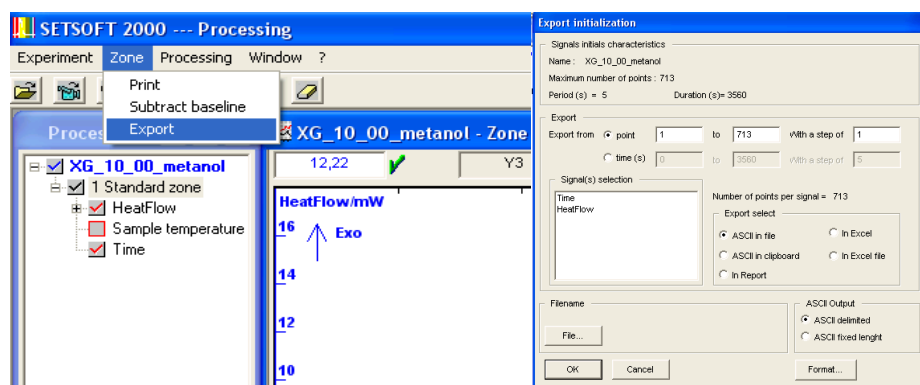 SETSOFT 2000 --- Processing
Experiment Zone Processing Window ?
Print
Subtract baseline
Export
Proces
XG_10_00_metanol - Zone
XG_10_00_metanol
1 Standard zone
HeatFlow
Sample temperature
Time
12,22 Y3
HeatFlow/mW
16 Exo
14
12
10
Export initialization
Signals initials characteristics
Name : XG_10_00_metanol
Maximum number of points : 713
Period (s) = 5 Duration (s)= 3560
Export
Export from point 1 to 713 With a step of 1
time (s) 0 to 3560 With a step of 5
Signal(s) selection
Time
HeatFlow
Number of points per signal = 713
Export select
ASCII in file In Excel
ASCII in clipboard In Excel file
In Report
Filename
File...
ASCII Output
ASCII delimited
ASCII fixed lenght
OK Cancel Format...